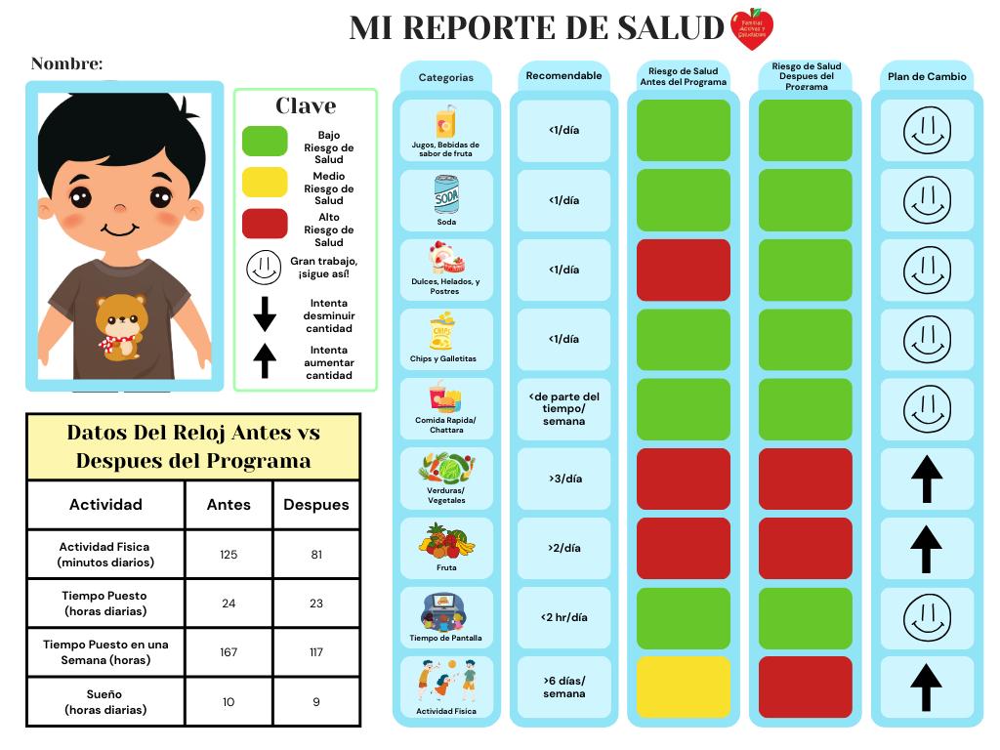 MI REPORTE DE SALUD
Familias
Activas y
Saludables
Nombre:
Clave
Bajo
Riesgo de
Salud
Medio
Riesgo de
Salud
Alto
Riesgo de
Salud
Gran trabajo,
¡sigue así!
Intenta
desminuir
cantidad
Intenta
aumentar
cantidad
Datos Del Reloj Antes vs
Despues del Programa
Actividad Antes Despues
Actividad Fisica
(minutos diarios) 125 81
Tiempo Puesto
(horas diarias) 24 23
Tiempo Puesto en una
Semana (horas) 167 117
Sueño
(horas diarias) 10 9
Categorias
Recomendable
Riesgo de Salud
Antes del Programa
Riesgo de Salud
Despues del
Programa
Plan de Cambio
Jugos, Bebidas de
sabor de fruta
<1/día
SODA
Soda
<1/día
Dulces, Helados, y
Postres
<1/día
CHIPS
Chips y Galletitas
<1/día
Comida Rapida/
Chattara
<de parte del
tiempo/
semana
Verduras/
Vegetales
>3/día
Fruta
>2/día
Tiempo de Pantalla
<2 hr/día
Actividad Fisica
>6 días/
semana